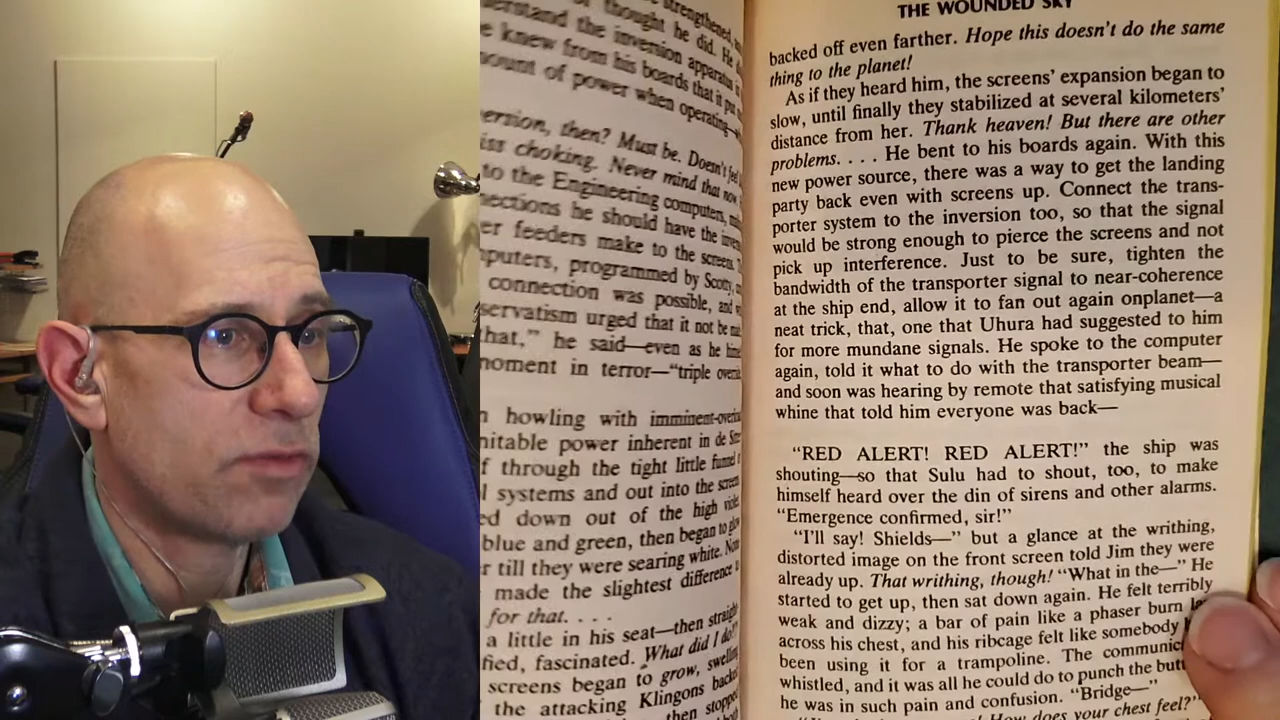 strengthened,
thought he did. He
the inversion apparatus
knew from his boards that it put
of power when operating—
then? Must be. Doesn't feel
choking. Never mind that now.
to the Engineering computers,
he should have the
feeders make to the screen.
programmed by Scotty,
connection was possible, and
urged that it not be
that," he said—even as he
in terror—"triple
howling with imminent-
power inherent in de
through the tight little funnel
systems and out into the screen
down out of the high
blue and green, then began to
till they were searing white.
made the slightest difference
for that. . . .
a little in his seat—then
fascinated. What did I do?
screens began to grow,
the attacking Klingons backed
then stopped
THE WOUNDED SKY
backed off even farther. Hope this doesn't do the same
thing to the planet!
As if they heard him, the screens' expansion began to
slow, until finally they stabilized at several kilometers'
distance from her. Thank heaven! But there are other
problems. . . . He bent to his boards again. With this
new power source, there was a way to get the landing
party back even with screens up. Connect the trans-
porter system to the inversion too, so that the signal
would be strong enough to pierce the screens and not
pick up interference. Just to be sure, tighten the
bandwidth of the transporter signal to near-coherence
at the ship end, allow it to fan out again onplanet—a
neat trick, that, one that Uhura had suggested to him
for more mundane signals. He spoke to the computer
again, told it what to do with the transporter beam—
and soon was hearing by remote that satisfying musical
whine that told him everyone was back—
"RED ALERT! RED ALERT!" the ship was
shouting—so that Sulu had to shout, too, to make
himself heard over the din of sirens and other alarms.
"Emergence confirmed, sir!"
"I'll say! Shields—" but a glance at the writhing,
distorted image on the front screen told Jim they were
already up. That writhing, though! "What in the—" He
started to get up, then sat down again. He felt terribly
weak and dizzy; a bar of pain like a phaser burn
across his chest, and his ribcage felt like somebody
been using it for a trampoline. The
whistled, and it was all he could do to punch the
he was in such pain and confusion. "Bridge—"
How does your chest feel?"